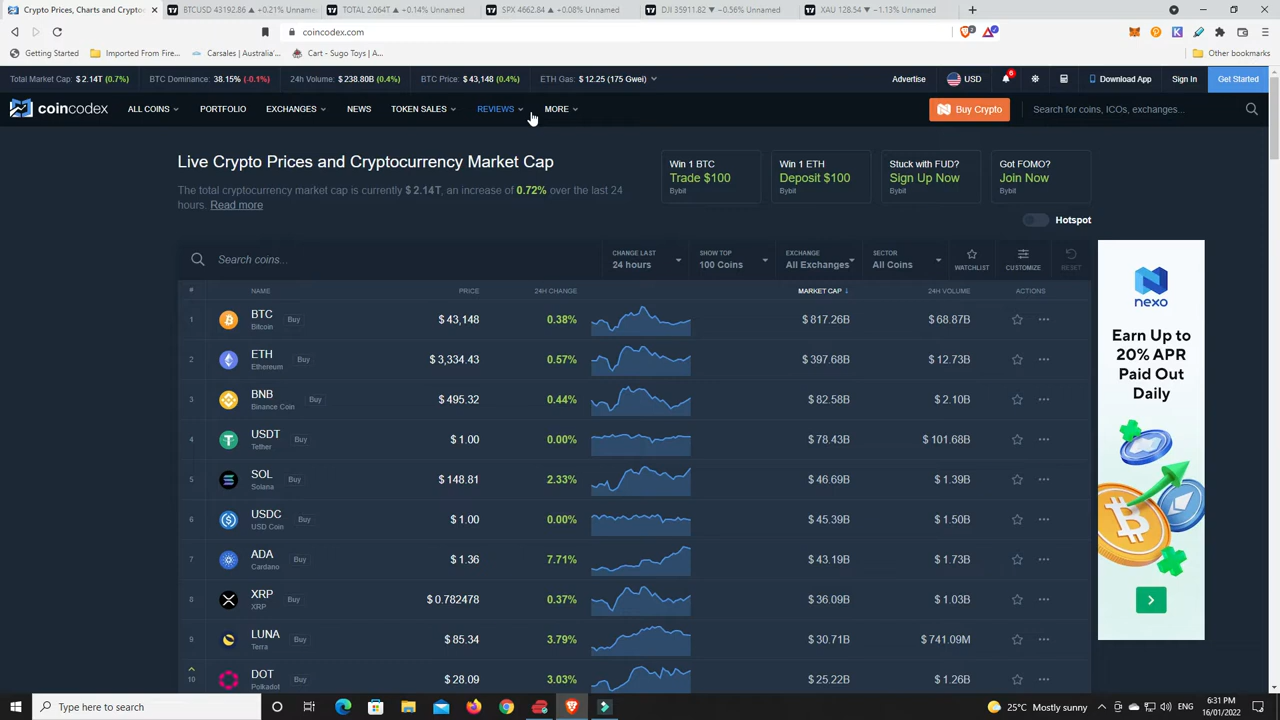 Crypto Prices, Charts and Cryptoc
BTCUSD 43192.86 ▲ +0.21% Unnamed
TOTAL 2.064T ▲ +0.14% Unnamed
SPX 4662.84 ▲ +0.08% Unnamed
DJI 35911.82 ▼ −0.56% Unnamed
XAU 128.54 ▼ −1.13% Unnamed
coincodex.com
Getting Started
Imported From Fire...
Carsales | Australia'...
Cart - Sugo Toys | A...
Other bookmarks
Total Market Cap: $ 2.14T (0.7%)
BTC Dominance: 38.15% (-0.1%)
24h Volume: $ 238.80B (0.4%)
BTC Price: $ 43,148 (0.4%)
ETH Gas: $ 12.25 (175 Gwei)
Advertise
USD
6
Download App
Sign In
Get Started
coincodex
ALL COINS
PORTFOLIO
EXCHANGES
NEWS
TOKEN SALES
REVIEWS
MORE
Buy Crypto
Search for coins, ICOs, exchanges...
Live Crypto Prices and Cryptocurrency Market Cap
The total cryptocurrency market cap is currently $ 2.14T, an increase of 0.72% over the last 24
hours. Read more
Win 1 BTC
Trade $100
Bybit
Win 1 ETH
Deposit $100
Bybit
Stuck with FUD?
Sign Up Now
Bybit
Got FOMO?
Join Now
Bybit
Hotspot
Search coins...
CHANGE LAST
24 hours
SHOW TOP
100 Coins
EXCHANGE
All Exchanges
SECTOR
All Coins
WATCHLIST
CUSTOMIZE
RESET
# NAME PRICE 24H CHANGE MARKET CAP ↓ 24H VOLUME ACTIONS
1 BTC Bitcoin Buy $ 43,148 0.38% $ 817.26B $ 68.87B
2 ETH Ethereum Buy $ 3,334.43 0.57% $ 397.68B $ 12.73B
3 BNB Binance Coin Buy $ 495.32 0.44% $ 82.58B $ 2.10B
4 USDT Tether Buy $ 1.00 0.00% $ 78.43B $ 101.68B
5 SOL Solana Buy $ 148.81 2.33% $ 46.69B $ 1.39B
6 USDC USD Coin Buy $ 1.00 0.00% $ 45.39B $ 1.50B
7 ADA Cardano Buy $ 1.36 7.71% $ 43.19B $ 1.73B
8 XRP XRP Buy $ 0.782478 0.37% $ 36.09B $ 1.03B
9 LUNA Terra Buy $ 85.34 3.79% $ 30.71B $ 741.09M
10 DOT Polkadot Buy $ 28.09 3.03% $ 25.22B $ 1.26B
nexo
Earn Up to
20% APR
Paid Out
Daily
Type here to search
25°C Mostly sunny
6:31 PM
16/01/2022